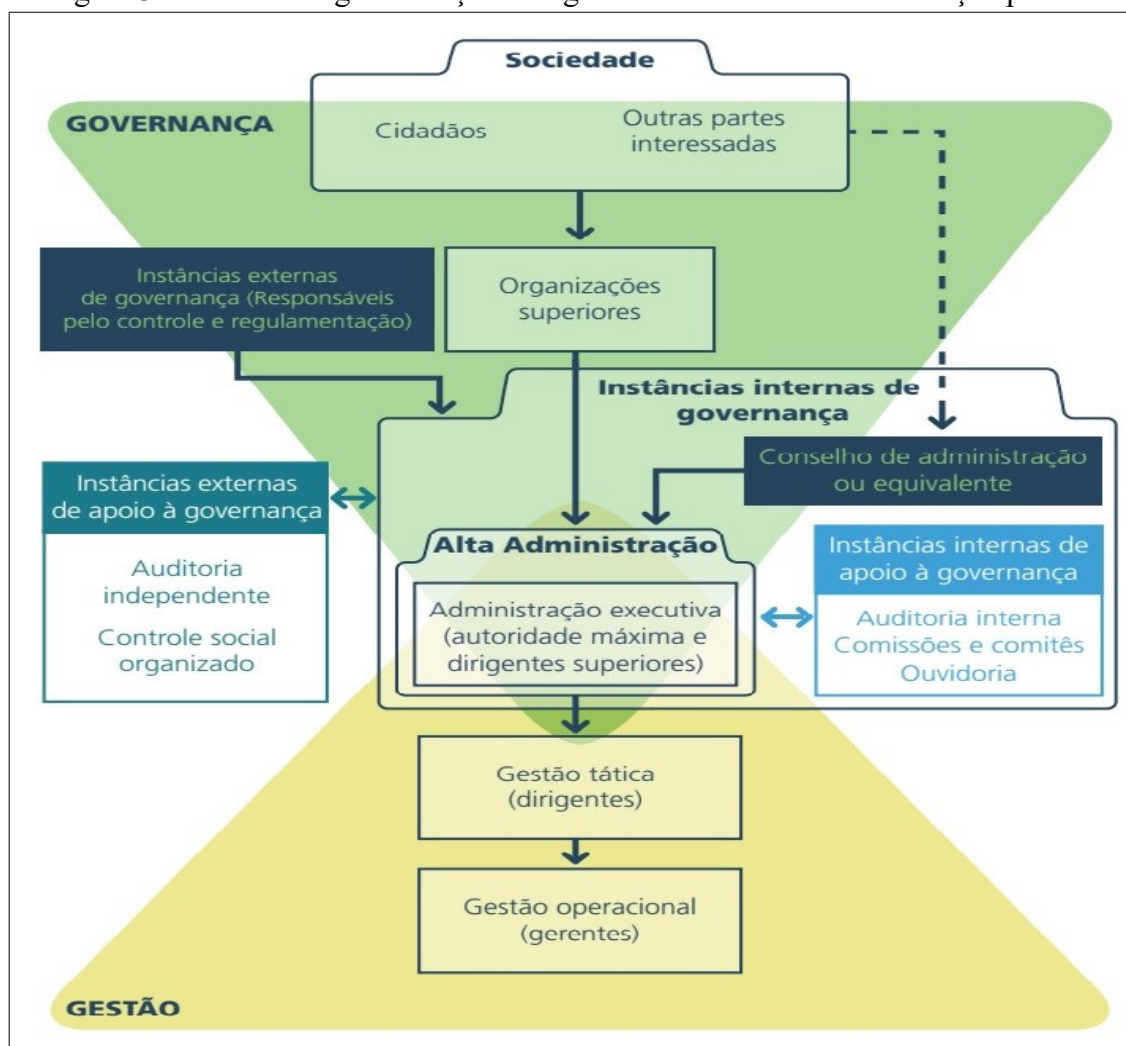 Sociedade
GOVERNANÇA
Cidadãos
Outras partes
interessadas
Instâncias externas
de governança (Responsáveis
pelo controle e regulamentação)
Organizações
superiores
Instâncias internas de
governança
Conselho de administração
ou equivalente
Instâncias externas
de apoio à governança
Auditoria
independente
Controle social
organizado
Alta Administração
Administração executiva
(autoridade máxima e
dirigentes superiores)
Instâncias internas de
apoio à governança
Auditoria interna
Comissões e comitês
Ouvidoria
Gestão tática
(dirigentes)
Gestão operacional
(gerentes)
GESTÃO